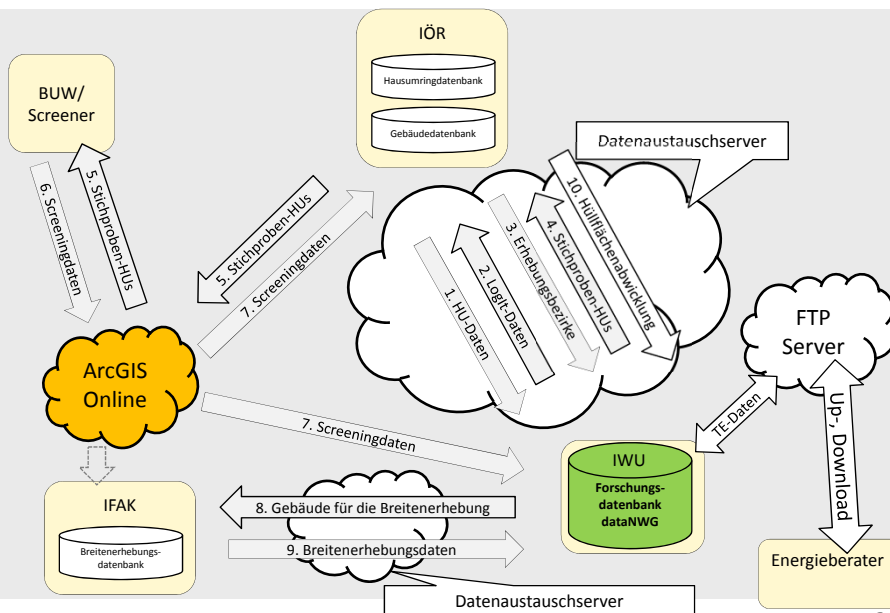 IÖR
Hausumringdatenbank
Gebäudedatenbank
BUW/
Screener
Datenaustauschserver
6. Screeningdaten
5. Stichproben-HUs
5. Stichproben-HUs
7. Screeningdaten
1. HU-Daten
2. LogIt-Daten
3. Erhebungsbezirke
4. Stichproben-HUs
10. Hüllflächenabwicklung
FTP
Server
ArcGIS
Online
TE-Daten
Up-, Download
7. Screeningdaten
IWU
Forschungs-
datenbank
dataNWG
IFAK
Breitenerhebungs-
datenbank
8. Gebäude für die Breitenerhebung
9. Breitenerhebungsdaten
Energieberater
Datenaustauschserver